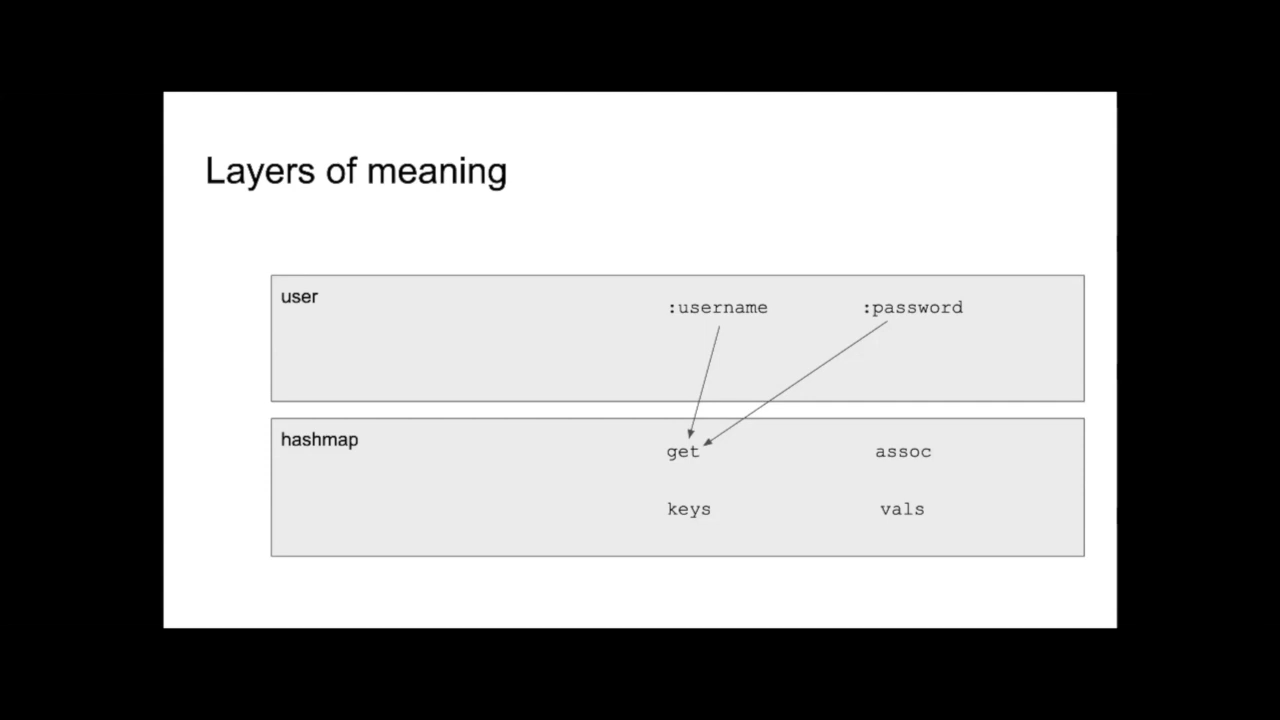 Layers of meaning
user
:username :password
hashmap
get assoc
keys vals